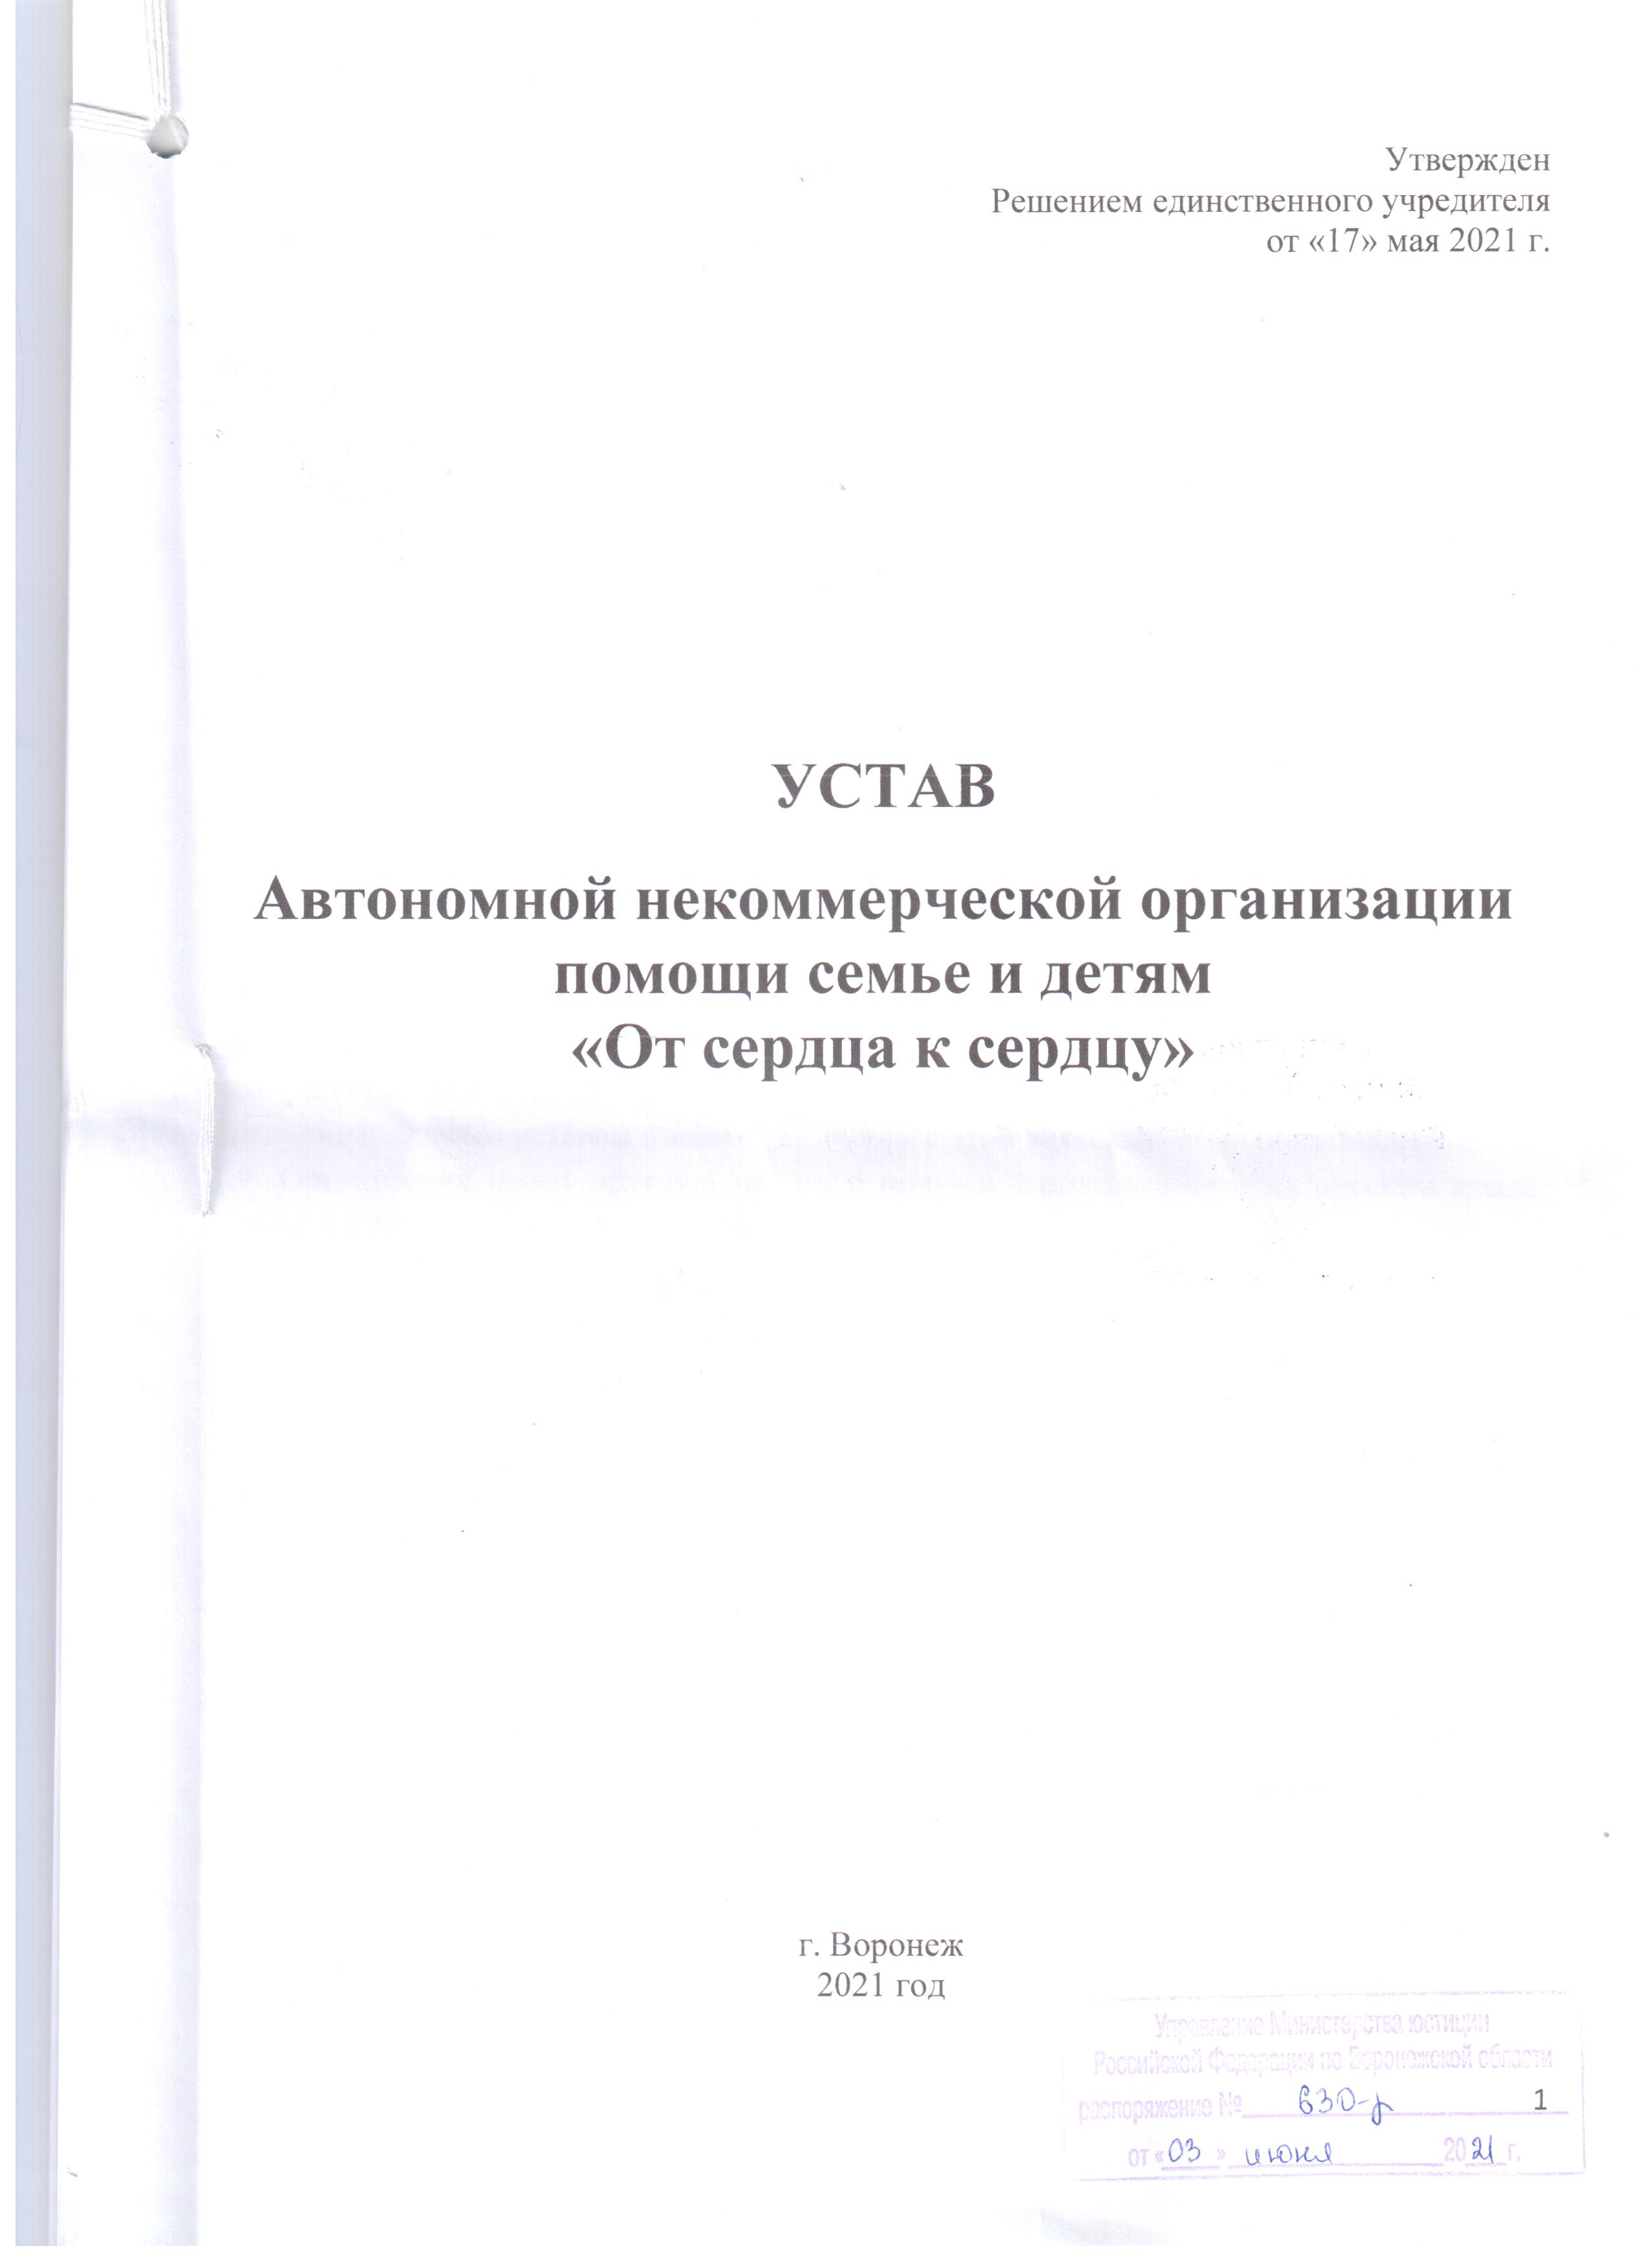 Утвержден
Решением единственного учредителя
от «17» мая 2021 г.
УСТАВ
Автономной некоммерческой организации
помощи семье и детям
«От сердца к сердцу»
г. Воронеж
2021 год
Управление Министерства юстиции
Российской Федерации по Воронежской области
распоряжение № 630-р
1
от «03» июня 2021 г.